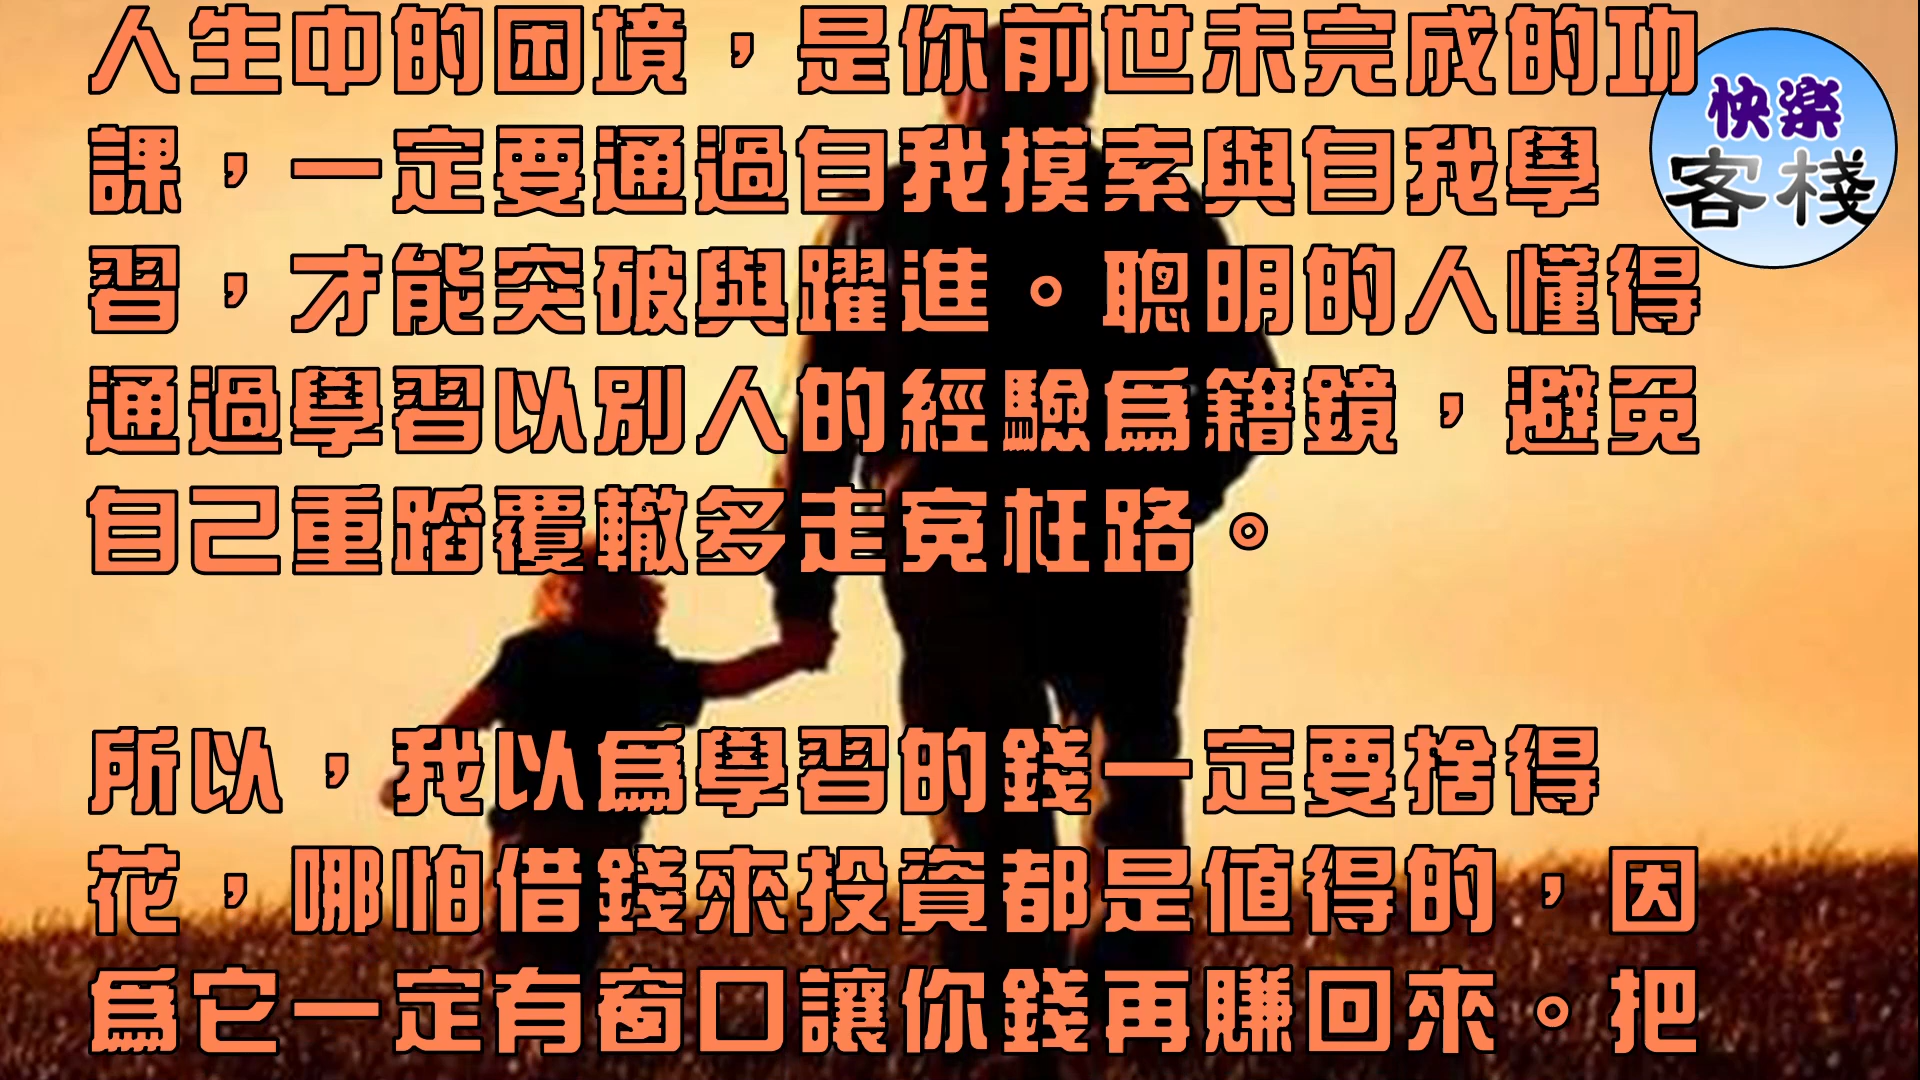 人生中的困境，是你前世未完成的功
課，一定要通過自我摸索與自我學
習，才能突破與躍進。聰明的人懂得
通過學習以別人的經驗為籍鏡，避免
自己重蹈覆轍多走冤枉路。
所以，我以為學習的錢一定要捨得
花，哪怕借錢來投資都是值得的，因
為它一定有窗口讓你錢再賺回來。把
快楽
客棧